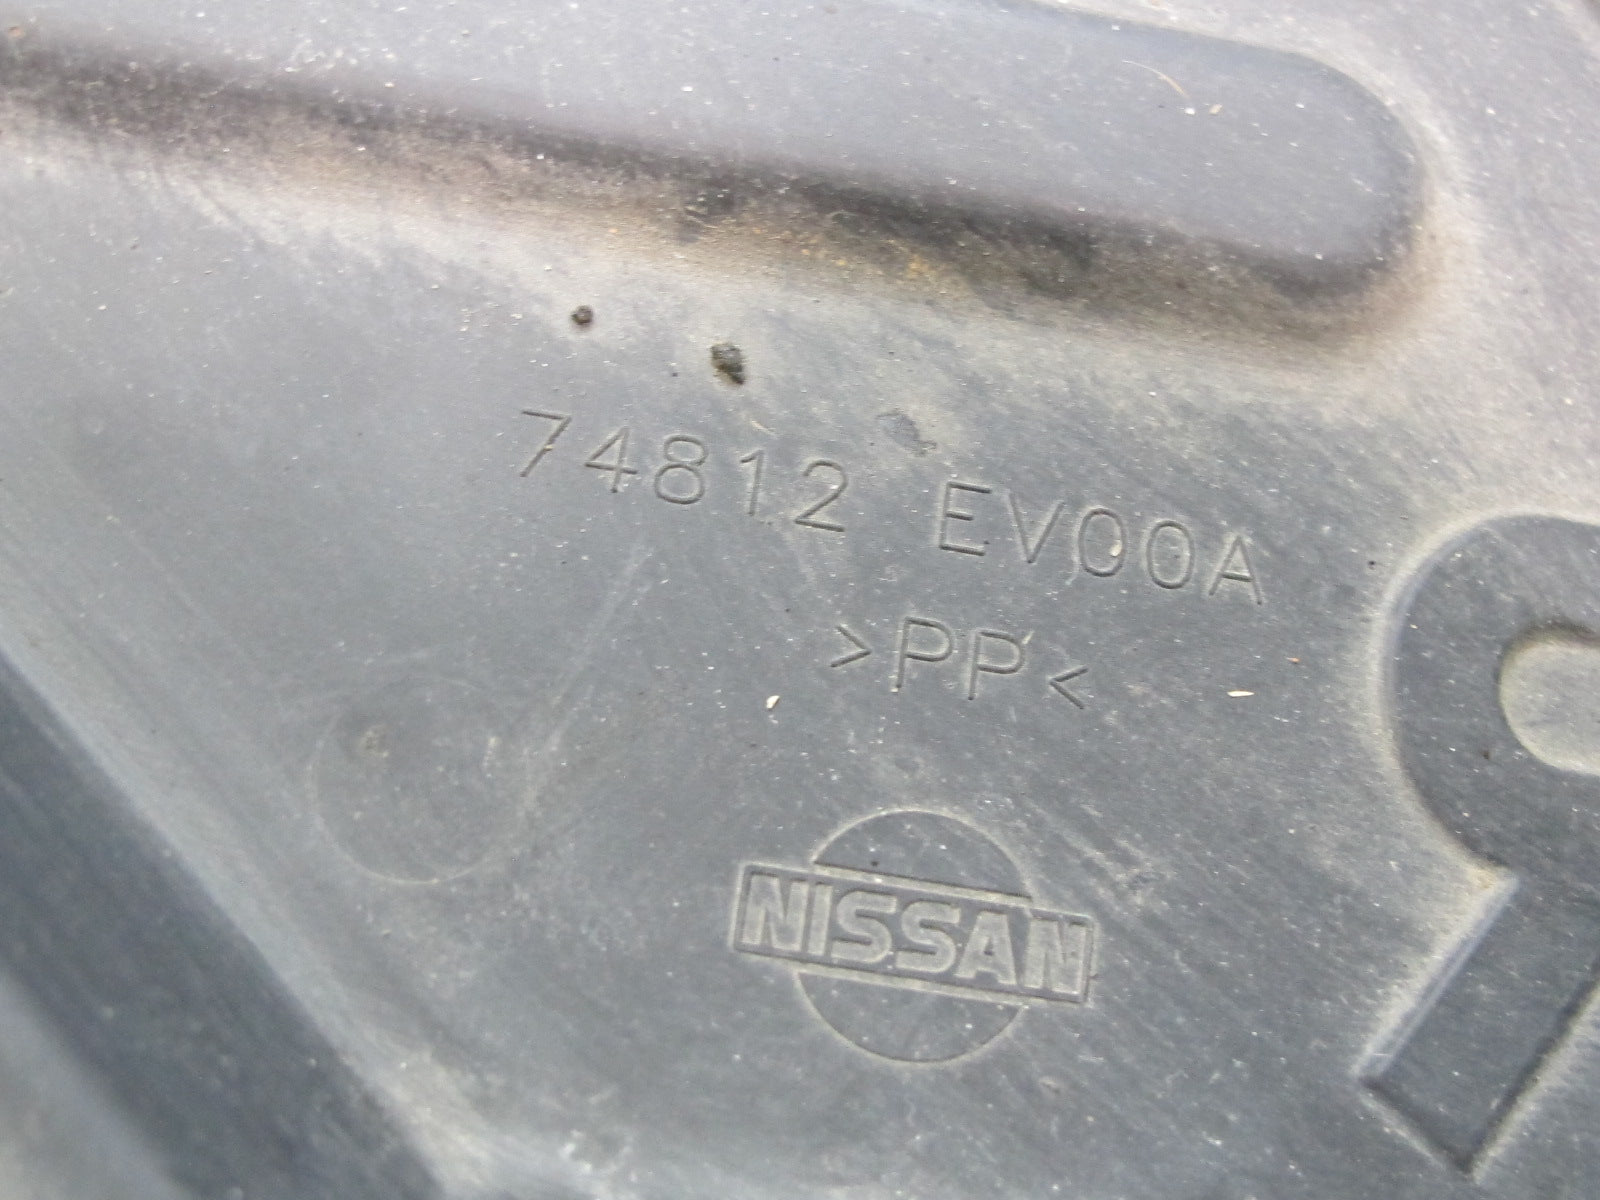 74812 EV00A
>PP<
NISSAN